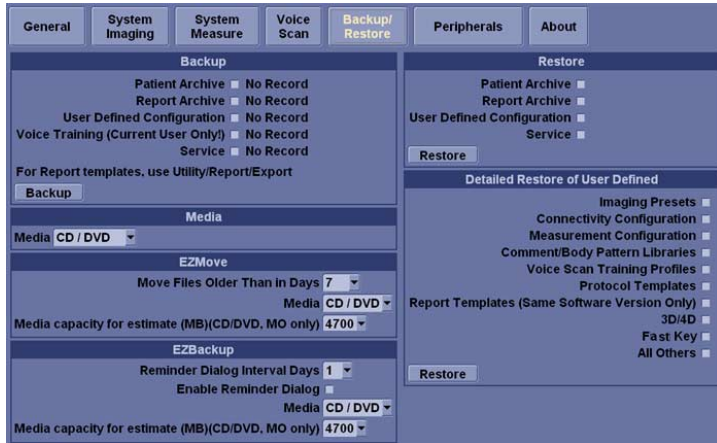 General
System Imaging
System Measure
Voice Scan
Backup/ Restore
Peripherals
About
Backup
Patient Archive No Record
Report Archive No Record
User Defined Configuration No Record
Voice Training (Current User Only!) No Record
Service No Record
For Report templates, use Utility/Report/Export
Backup
Media
Media CD / DVD
EZMove
Move Files Older Than in Days 7
Media CD / DVD
Media capacity for estimate (MB)(CD/DVD, MO only) 4700
EZBackup
Reminder Dialog Interval Days 1
Enable Reminder Dialog
Media CD / DVD
Media capacity for estimate (MB)(CD/DVD, MO only) 4700
Restore
Patient Archive
Report Archive
User Defined Configuration
Service
Restore
Detailed Restore of User Defined
Imaging Presets
Connectivity Configuration
Measurement Configuration
Comment/Body Pattern Libraries
Voice Scan Training Profiles
Protocol Templates
Report Templates (Same Software Version Only)
3D/4D
Fast Key
All Others
Restore